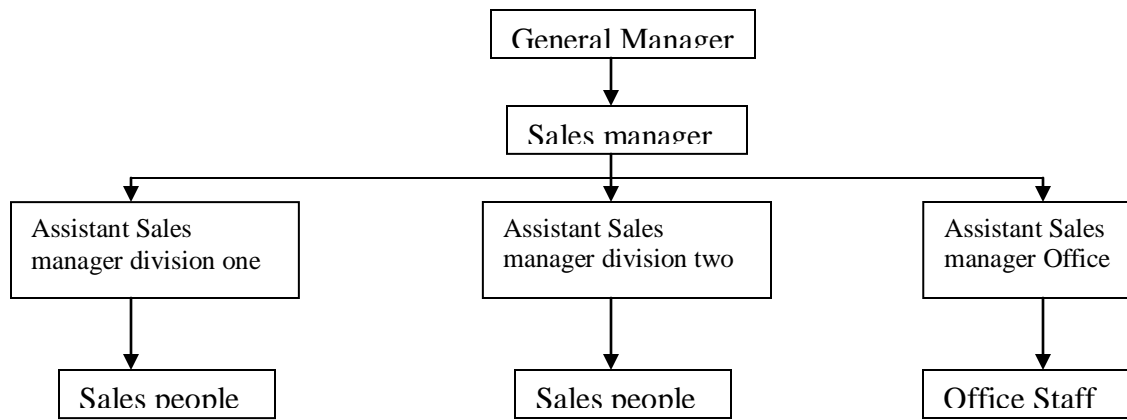 General Manager
Sales manager
Assistant Sales
manager division one
Assistant Sales
manager division two
Assistant Sales
manager Office
Sales people
Sales people
Office Staff